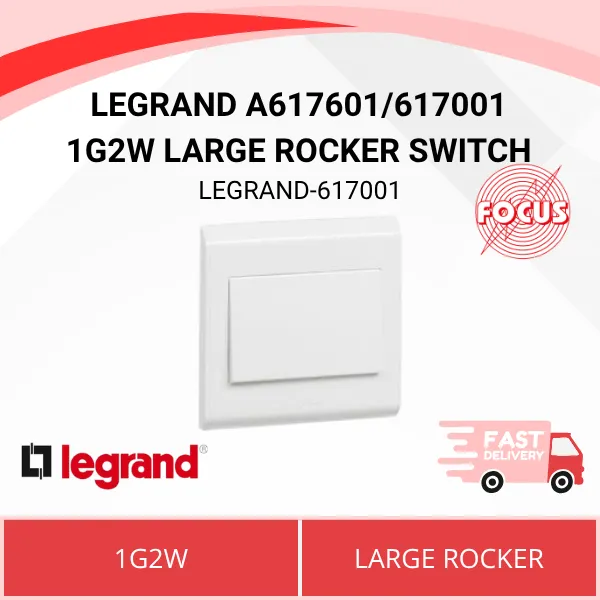 LEGRAND A617601/617001
1G2W LARGE ROCKER SWITCH
LEGRAND-617001
FOCUS
legrand®
FAST
DELIVERY
1G2W
LARGE ROCKER